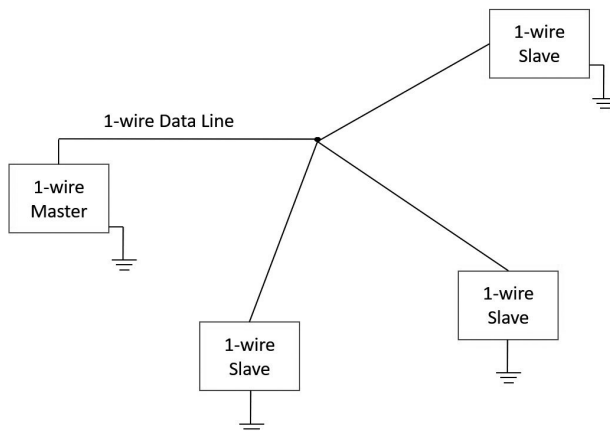 1-wire
Slave
1-wire Data Line
1-wire
Master
1-wire
Slave
1-wire
Slave